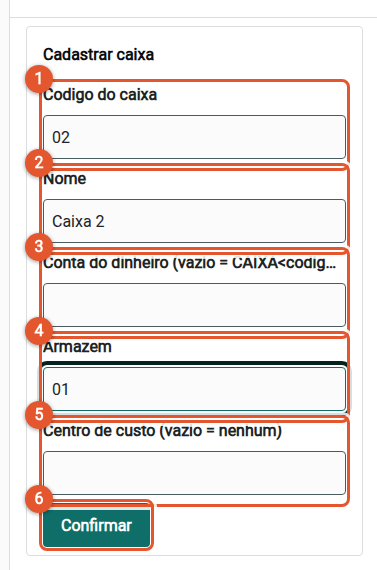 Cadastrar caixa
1
Codigo do caixa
02
2
Nome
Caixa 2
3
Conta do dinheiro (vazio = CAIXA<codig...
4
Armazem
01
5
Centro de custo (vazio = nenhum)
6
Confirmar